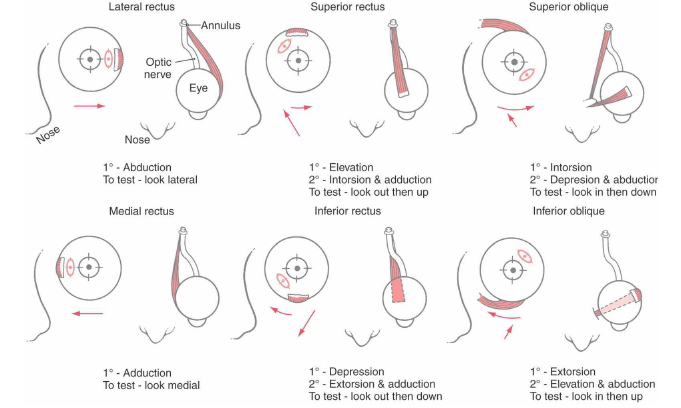 Lateral rectus
Superior rectus
Superior oblique
Annulus
Optic
nerve
Eye
Nose
Nose
1° - Abduction
To test - look lateral
1° - Elevation
2° - Intorsion & adduction
To test - look out then up
1° - Intorsion
2° - Depresion & abduction
To test - look in then down
Medial rectus
Inferior rectus
Inferior oblique
1° - Adduction
To test - look medial
1° - Depression
2° - Extorsion & adduction
To test - look out then down
1° - Extorsion
2° - Elevation & abduction
To test - look in then up